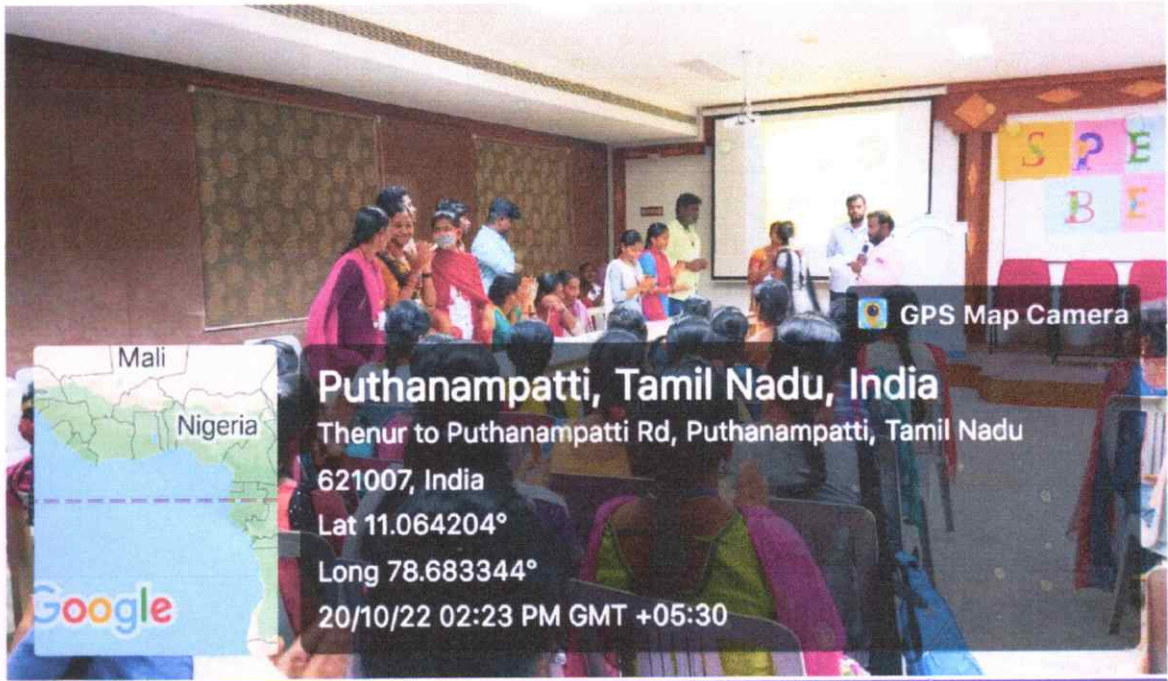 S P E
B E
GPS Map Camera
Mali
Nigeria
Google
Puthanampatti, Tamil Nadu, India
Thenur to Puthanampatti Rd, Puthanampatti, Tamil Nadu
621007, India
Lat 11.064204°
Long 78.683344°
20/10/22 02:23 PM GMT +05:30